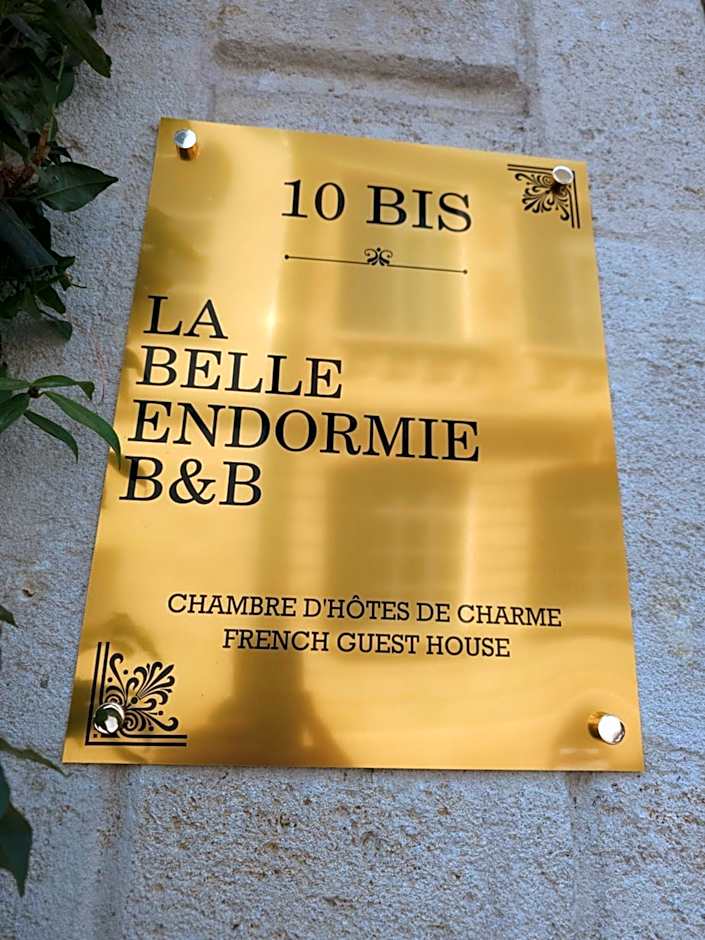 10 BIS
LA
BELLE
ENDORMIE
B&B
CHAMBRE D'HÔTES DE CHARME
FRENCH GUEST HOUSE